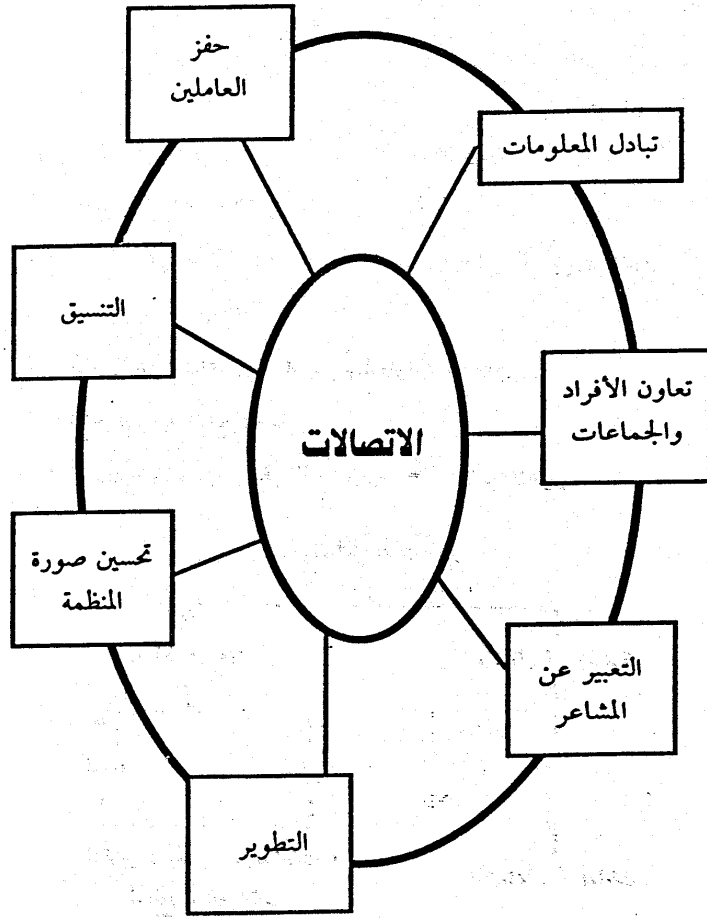 حفز
العاملين
تبادل المعلومات
التنسيق
تعاون الأفراد
والجماعات
الاتصالات
تحسين صورة
المنظمة
التعبير عن
المشاعر
التطوير